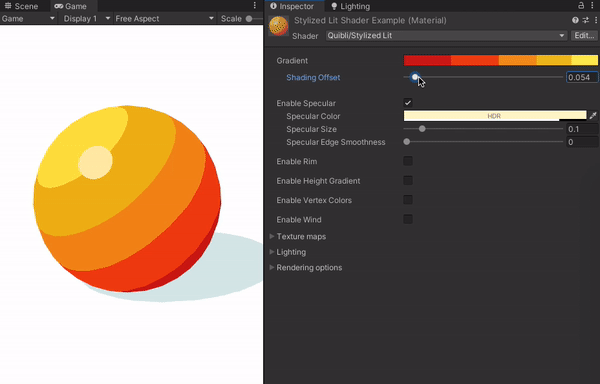 Scene Game
Inspector Lighting
Game Display 1 Free Aspect Scale
Stylized Lit Shader Example (Material)
Shader Quibli/Stylized Lit Edit...
Gradient
Shading Offset 0.054
Enable Specular
Specular Color HDR
Specular Size 0.1
Specular Edge Smoothness 0
Enable Rim
Enable Height Gradient
Enable Vertex Colors
Enable Wind
Texture maps
Lighting
Rendering options